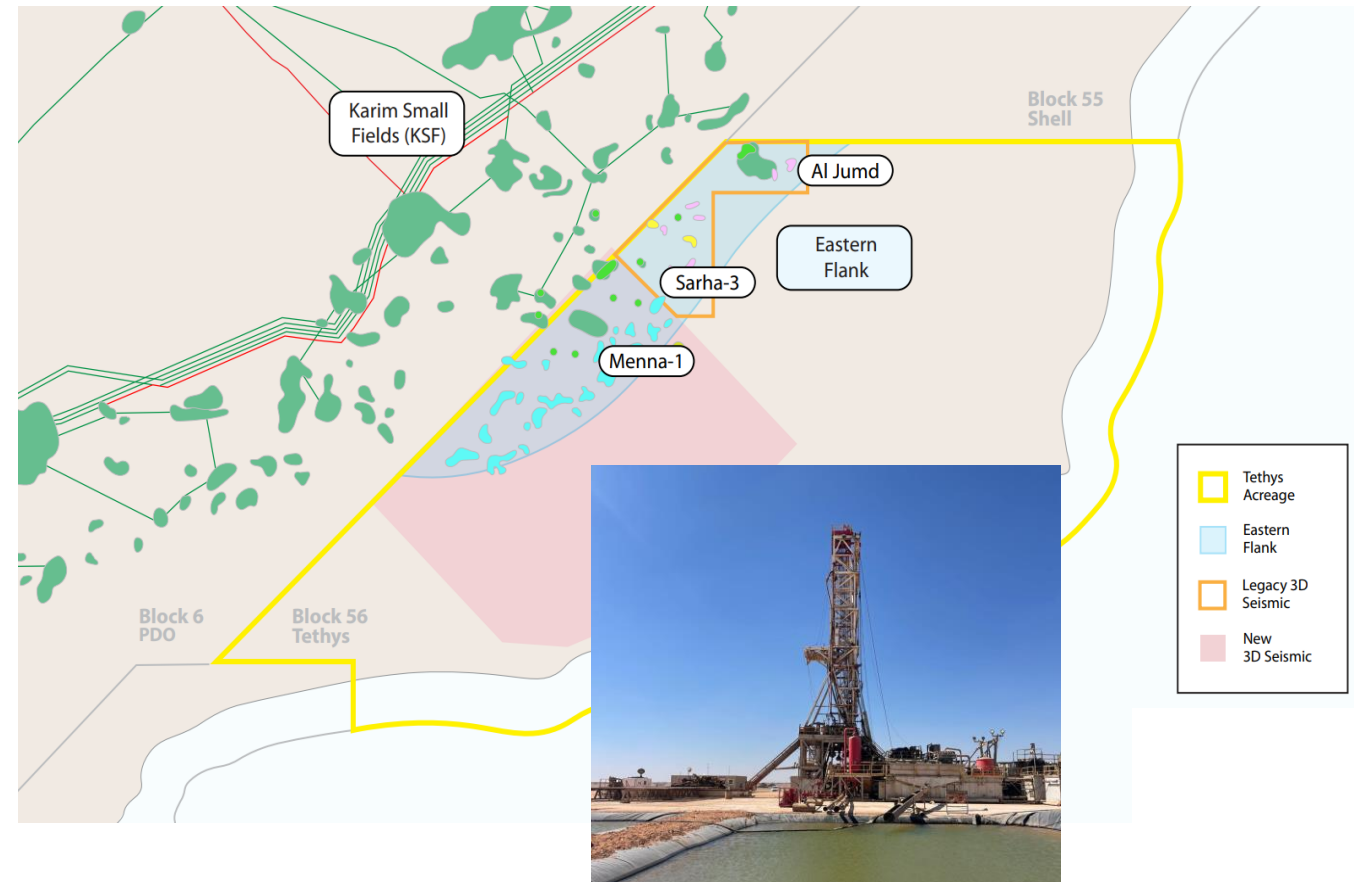 Karim Small
Fields (KSF)
Block 55
Shell
Al Jumd
Eastern
Flank
Sarha-3
Menna-1
Block 6
PDO
Block 56
Tethys
Tethys
Acreage
Eastern
Flank
Legacy 3D
Seismic
New
3D Seismic